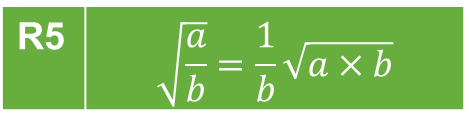 R5 √(a/b) = 1/b √(a × b)